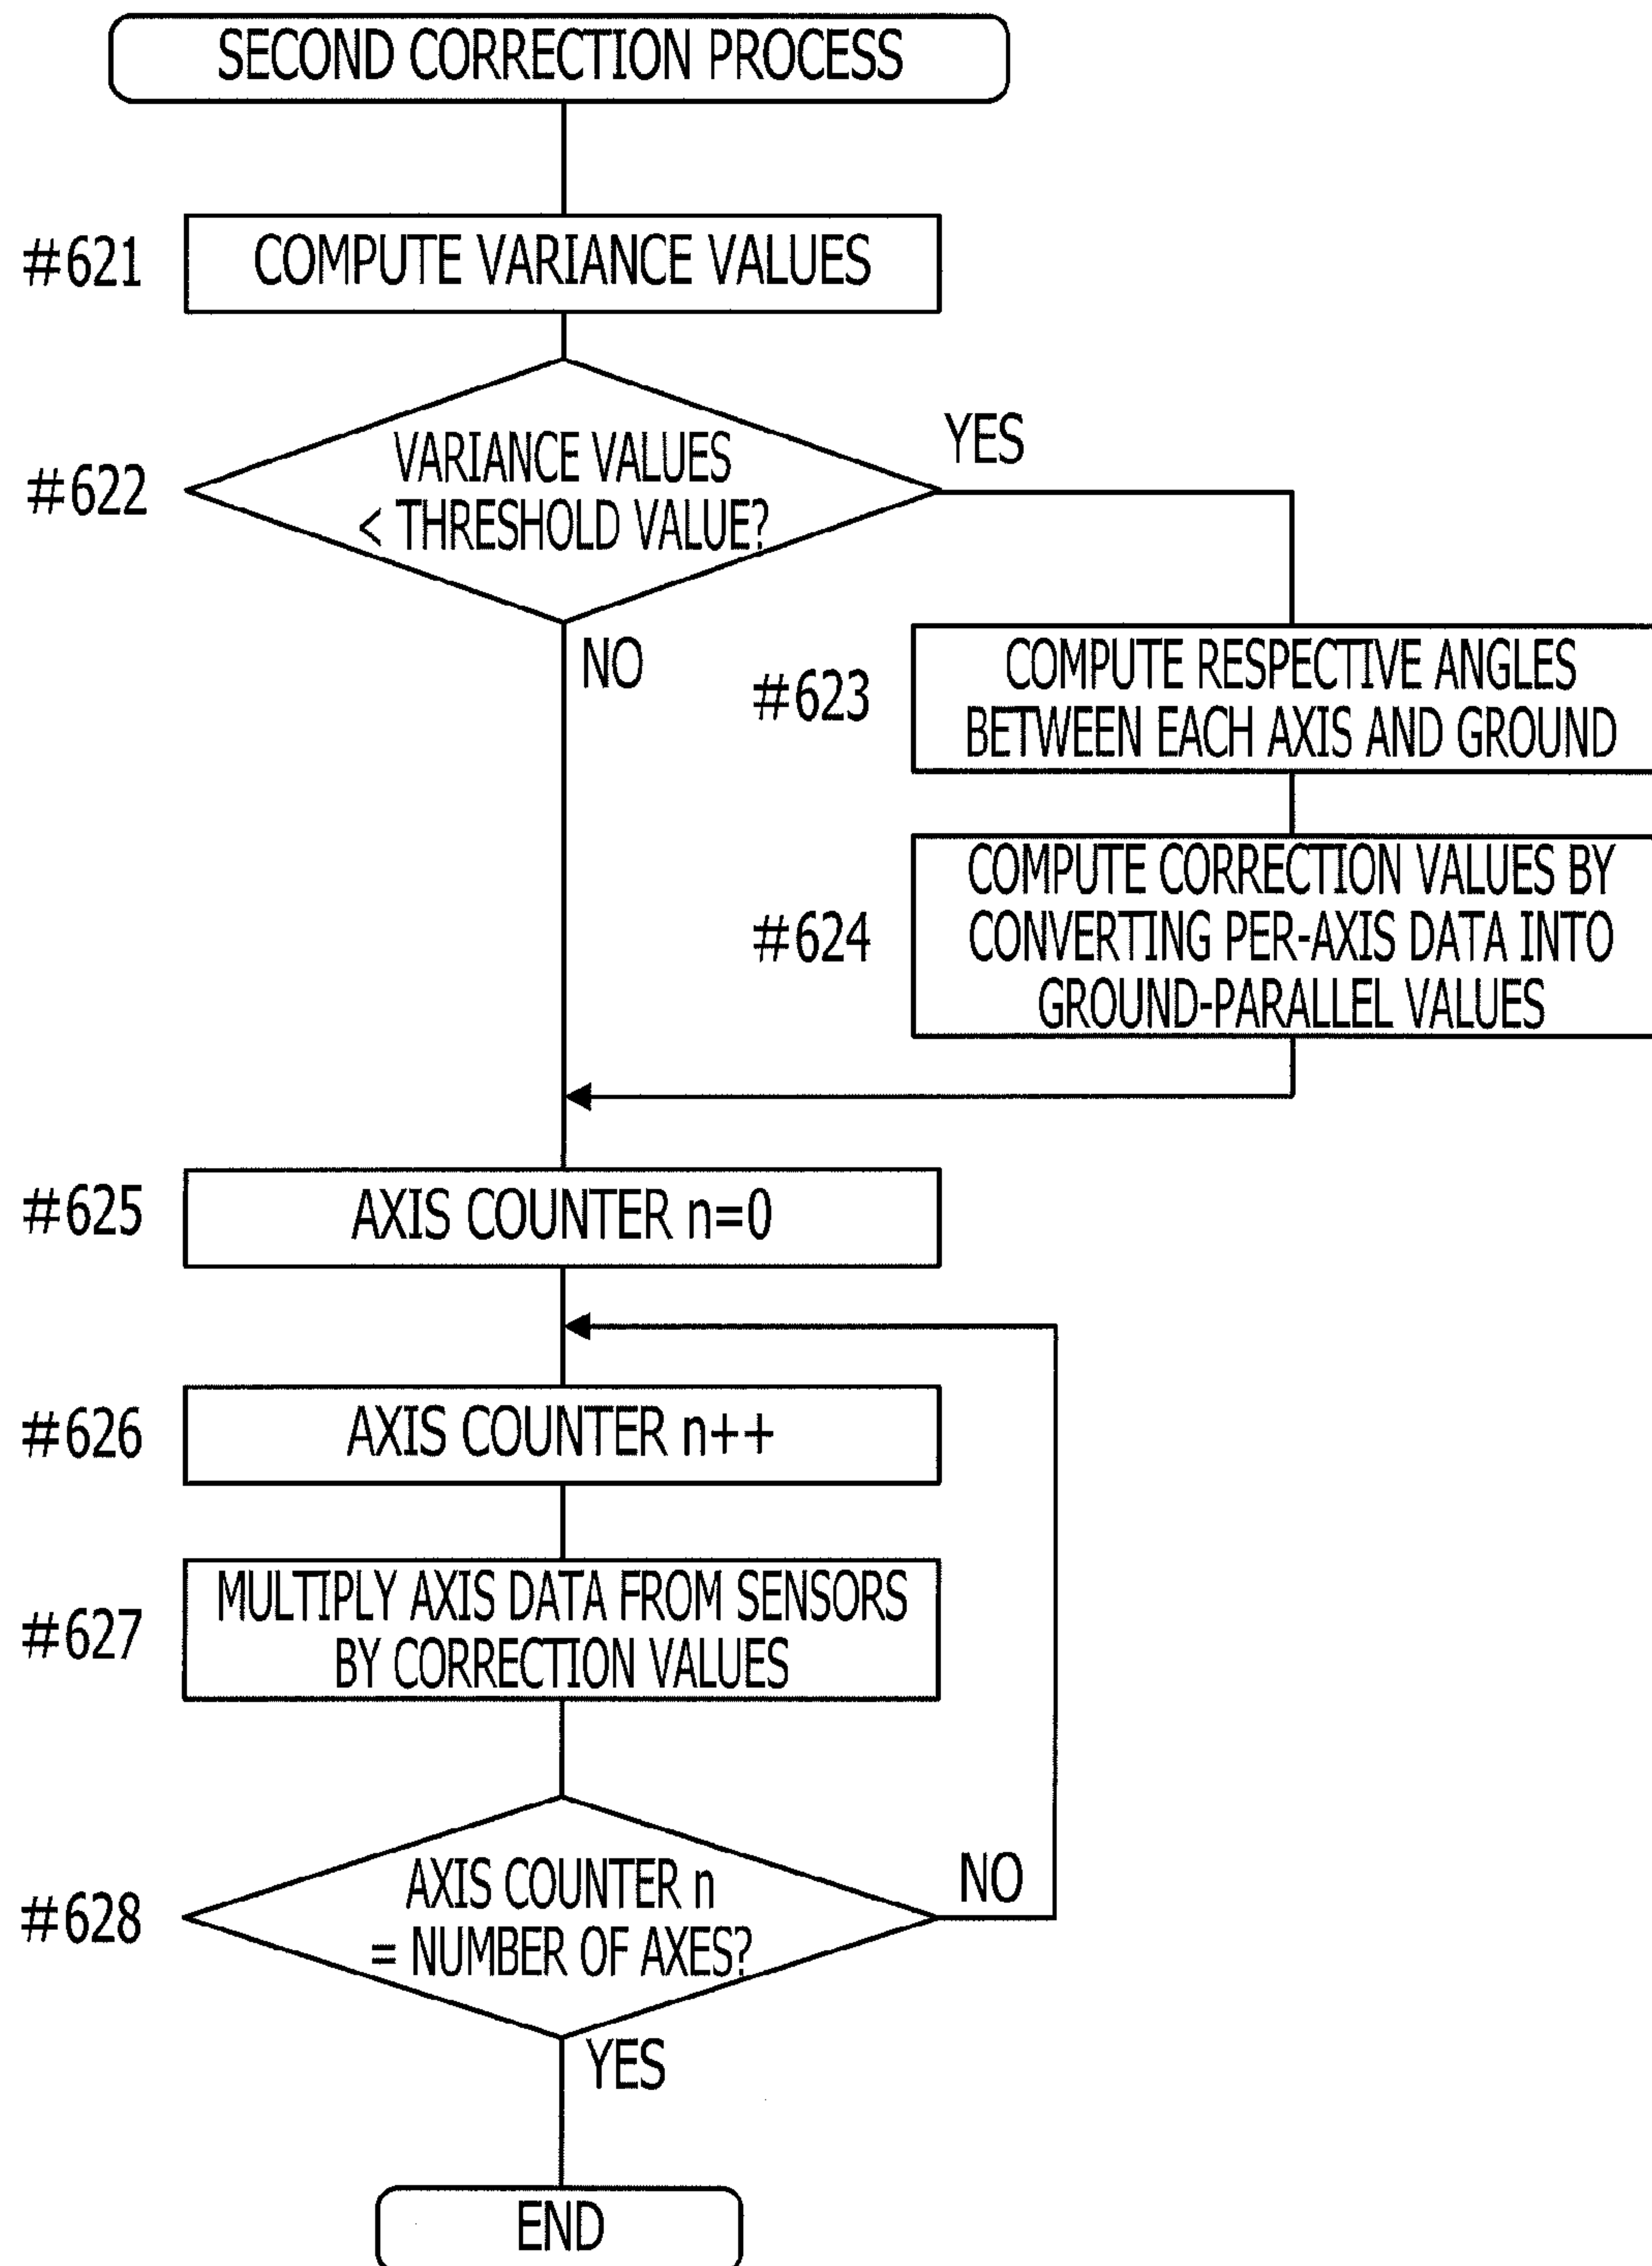 SECOND CORRECTION PROCESS
#621
COMPUTE VARIANCE VALUES
#622
VARIANCE VALUES
< THRESHOLD VALUE?
YES
NO
#623
COMPUTE RESPECTIVE ANGLES
BETWEEN EACH AXIS AND GROUND
#624
COMPUTE CORRECTION VALUES BY
CONVERTING PER-AXIS DATA INTO
GROUND-PARALLEL VALUES
#625
AXIS COUNTER n=0
#626
AXIS COUNTER n++
#627
MULTIPLY AXIS DATA FROM SENSORS
BY CORRECTION VALUES
#628
AXIS COUNTER n
= NUMBER OF AXES?
NO
YES
END